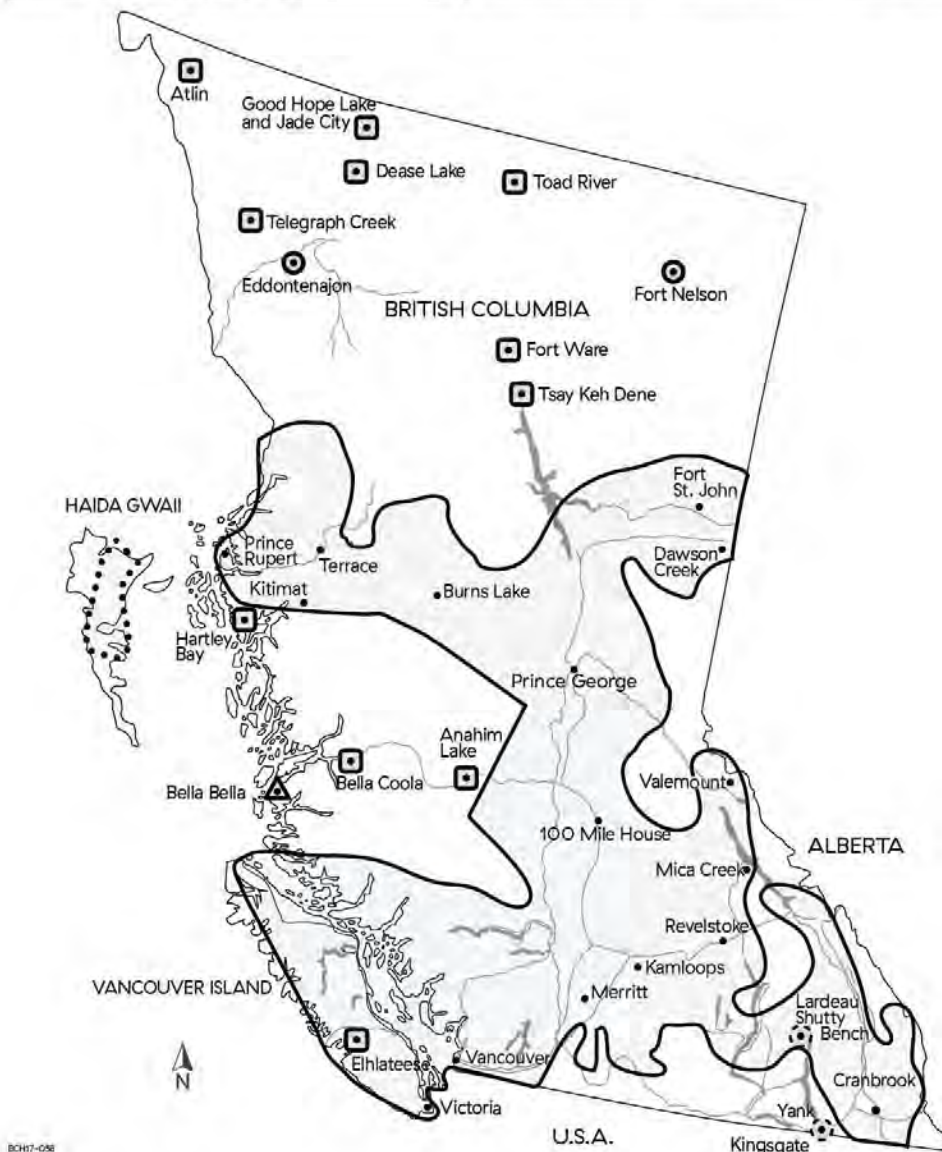 Atlin
Good Hope Lake
and Jade City
Dease Lake
Toad River
Telegraph Creek
Eddontenajon
Fort Nelson
BRITISH COLUMBIA
Fort Ware
Tsay Keh Dene
Fort
St. John
HAIDA GWAII
Prince
Rupert
Terrace
Dawson
Creek
Kitimat
Burns Lake
Hartley
Bay
Prince George
Anahim
Lake
Bella Coola
Bella Bella
Valemount
100 Mile House
ALBERTA
Mica Creek
Revelstoke
Kamloops
VANCOUVER ISLAND
Merritt
Lardeau
Shutty
Bench
Elhlateese
Vancouver
Cranbrook
N
Victoria
Yank
U.S.A.
Kingsgate
BCH17-038